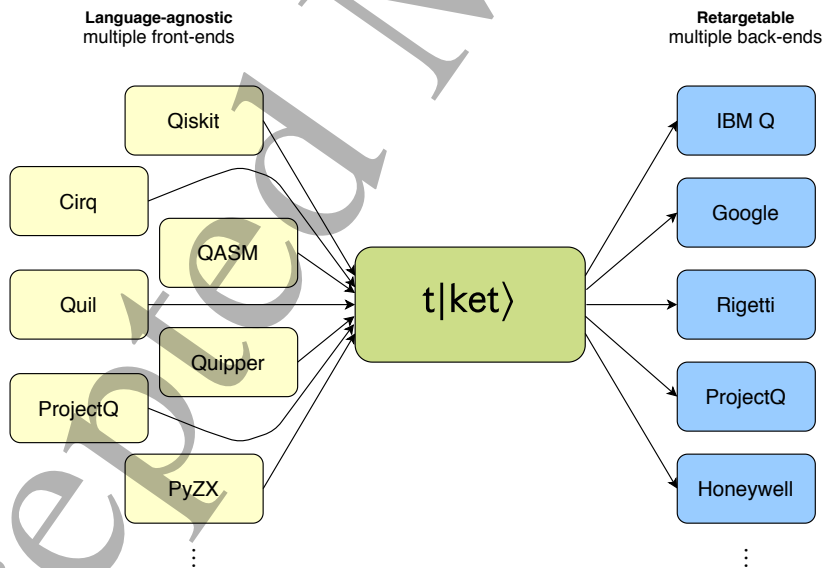 Language-agnostic
multiple front-ends
Retargetable
multiple back-ends
Qiskit
Cirq
QASM
Quil
Quipper
ProjectQ
PyZX
⋮
t|ket⟩
IBM Q
Google
Rigetti
ProjectQ
Honeywell
⋮
epted M